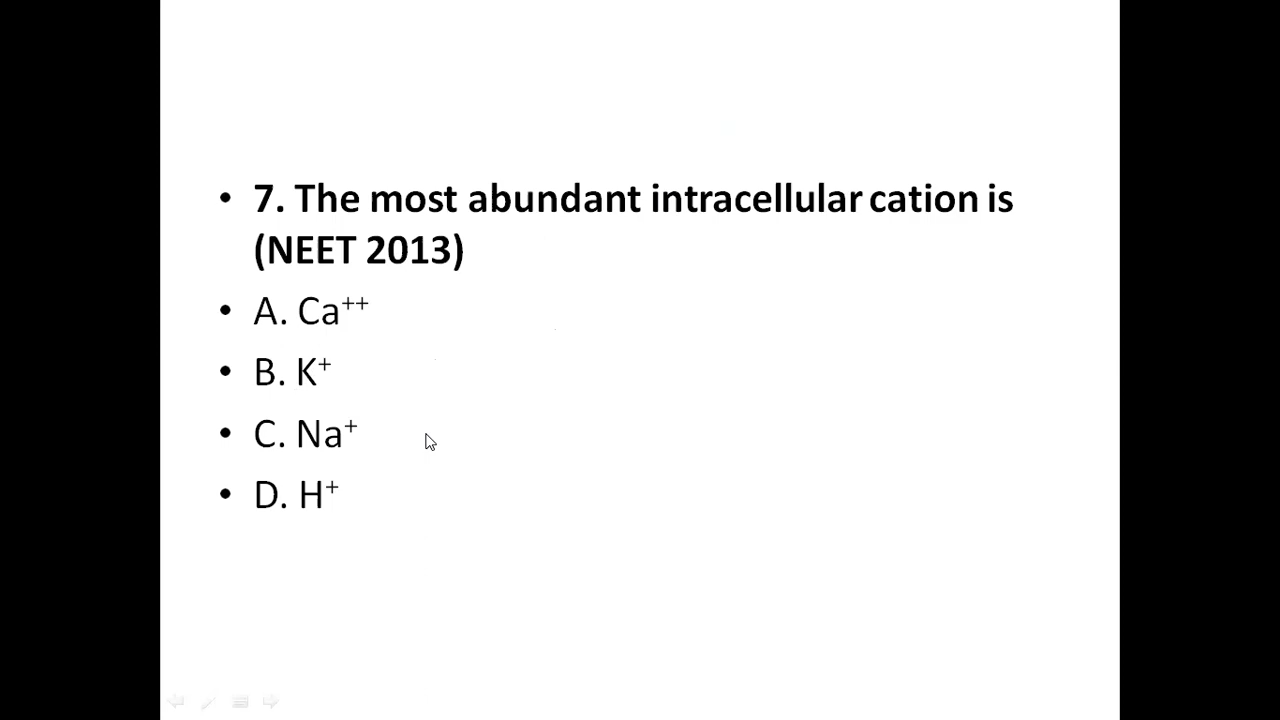 • 7. The most abundant intracellular cation is
(NEET 2013)
• A. Ca⁺⁺
• B. K⁺
• C. Na⁺
• D. H⁺